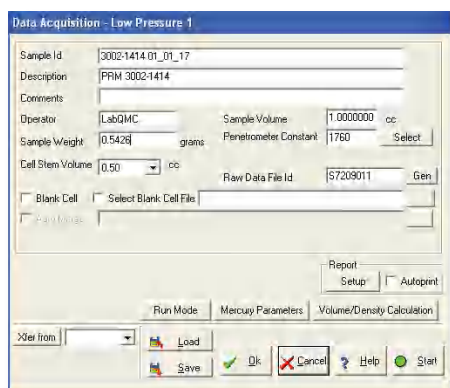 Data Acquisition - Low Pressure 1
Sample Id 3002-1414 01_01_17
Description PRM 3002-1414
Comments
Operator LabQMC Sample Volume 1.0000000 cc
Sample Weight 0.5426 grams Penetrometer Constant 1760 Select
Cell Stem Volume 0.50 cc
Raw Data File Id S7209011 Gen
Blank Cell Select Blank Cell File
Report
Setup Autoprint
Run Mode Mercury Parameters Volume/Density Calculation
Xfer from Load
Save Ok Cancel Help Start